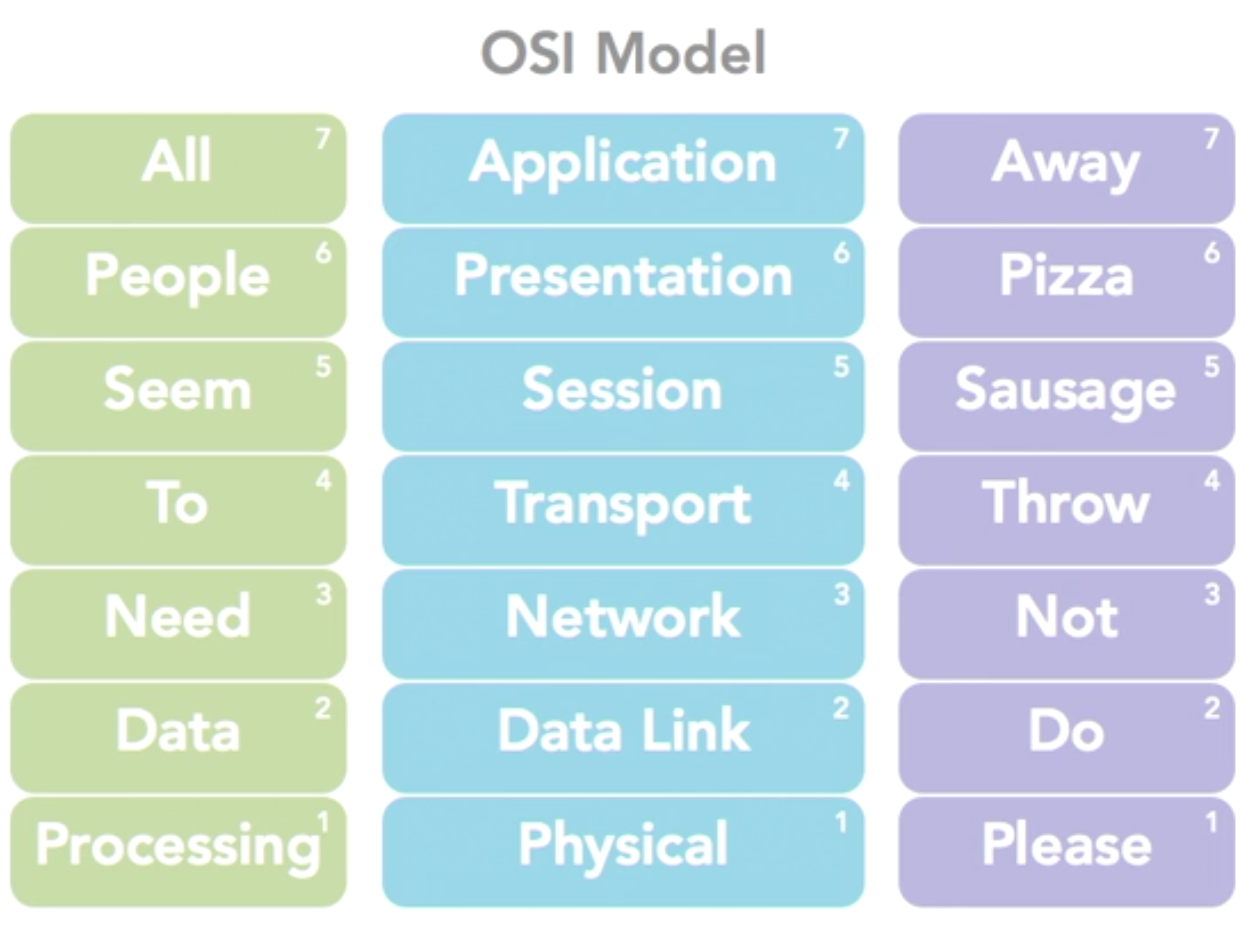 OSI Model
All 7 Application 7 Away 7
People 6 Presentation 6 Pizza 6
Seem 5 Session 5 Sausage 5
To 4 Transport 4 Throw 4
Need 3 Network 3 Not 3
Data 2 Data Link 2 Do 2
Processing 1 Physical 1 Please 1